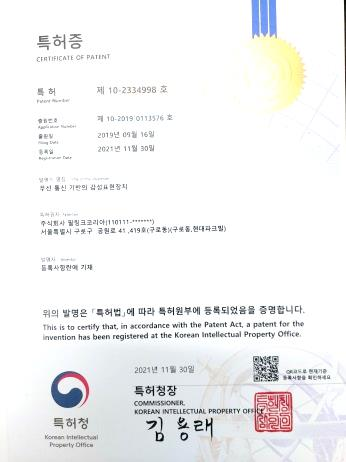 특허증
CERTIFICATE OF PATENT
특 허 제 10-2334998 호
Patent Number
출원번호 제 10-2019-0113576 호
Application Number
출원일 2019년 09월 16일
Filing Date
등록일 2021년 11월 30일
Registration Date
발명의 명칭 Title of the Invention
무선 통신 기반의 감성표현장치
특허권자 Patentee
주식회사 필링크코리아(110111-*******)
서울특별시 구로구 공원로 41 ,419호(구로동)(구로동,현대파크빌)
발명자 Inventor
등록사항란에 기재
위의 발명은 「특허법」에 따라 특허원부에 등록되었음을 증명합니다.
This is to certify that, in accordance with the Patent Act, a patent for the
invention has been registered at the Korean Intellectual Property Office.
2021년 11월 30일
QR코드로 현재기준
등록사항을 확인하세요
특허청장
COMMISSIONER,
KOREAN INTELLECTUAL PROPERTY OFFICE
김용래
특허청
Korean Intellectual
Property Office